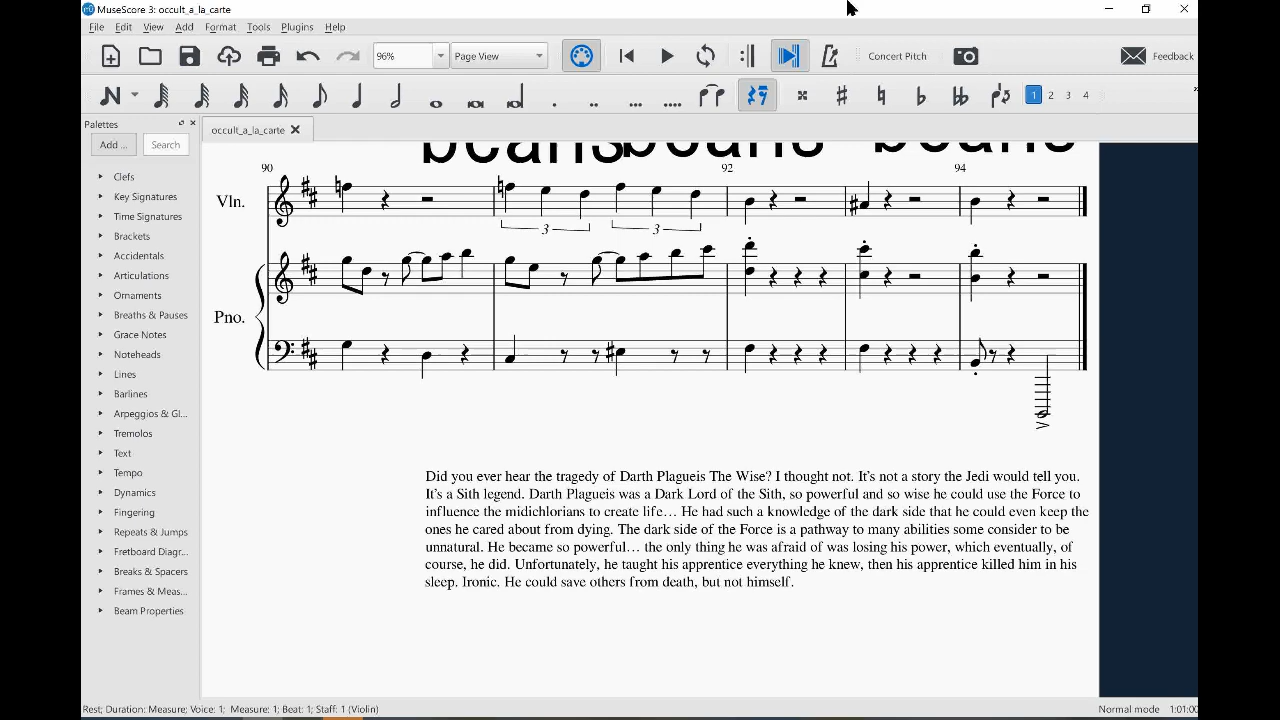 MuseScore 3: occult_a_la_carte
File Edit View Add Format Tools Plugins Help
96% Page View Concert Pitch Feedback
1 2 3 4
Palettes
occult_a_la_carte
Add ... Search
Clefs
Key Signatures
Time Signatures
Brackets
Accidentals
Articulations
Ornaments
Breaths & Pauses
Grace Notes
Noteheads
Lines
Barlines
Arpeggios & Gl...
Tremolos
Text
Tempo
Dynamics
Fingering
Repeats & Jumps
Fretboard Diagr...
Breaks & Spacers
Frames & Meas...
Beam Properties
beans beans beans
90 92 94
Vln.
3 3
Pno.
Did you ever hear the tragedy of Darth Plagueis The Wise? I thought not. It's not a story the Jedi would tell you.
It's a Sith legend. Darth Plagueis was a Dark Lord of the Sith, so powerful and so wise he could use the Force to
influence the midichlorians to create life… He had such a knowledge of the dark side that he could even keep the
ones he cared about from dying. The dark side of the Force is a pathway to many abilities some consider to be
unnatural. He became so powerful… the only thing he was afraid of was losing his power, which eventually, of
course, he did. Unfortunately, he taught his apprentice everything he knew, then his apprentice killed him in his
sleep. Ironic. He could save others from death, but not himself.
Rest; Duration: Measure; Voice: 1; Measure: 1; Beat: 1; Staff: 1 (Violin) Normal mode 1:01:00